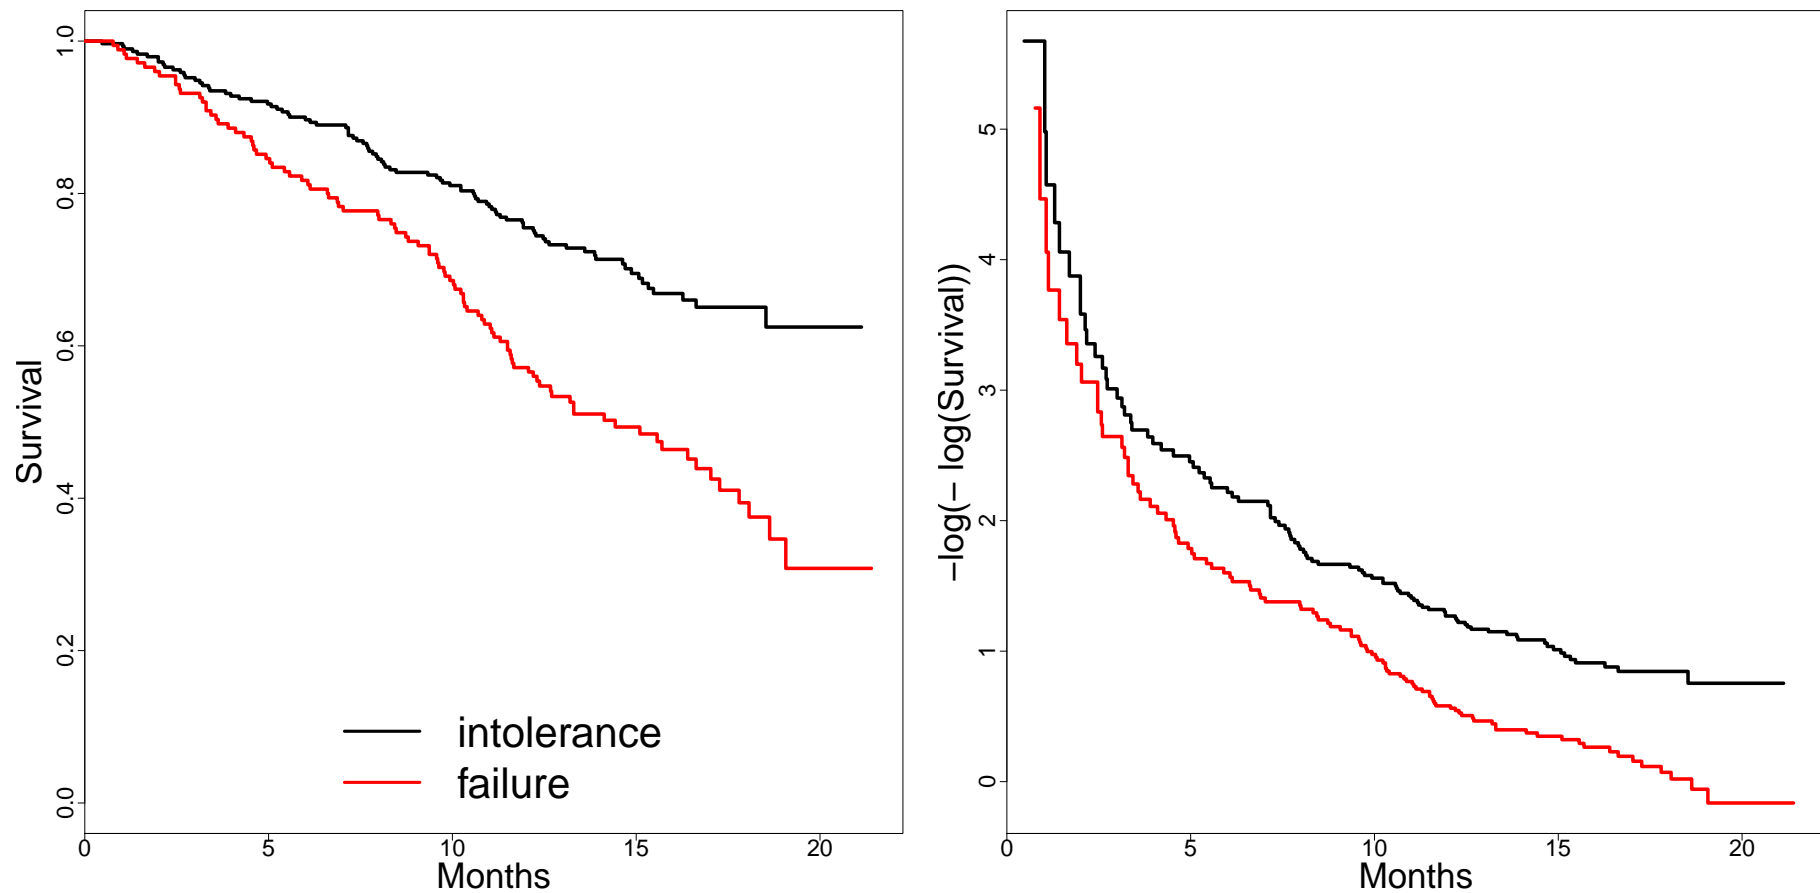 Survival
1.0
0.8
0.6
0.4
0.2
0.0
intolerance
failure
0 5 10 15 20
Months
−log(− log(Survival))
5
4
3
2
1
0
0 5 10 15 20
Months